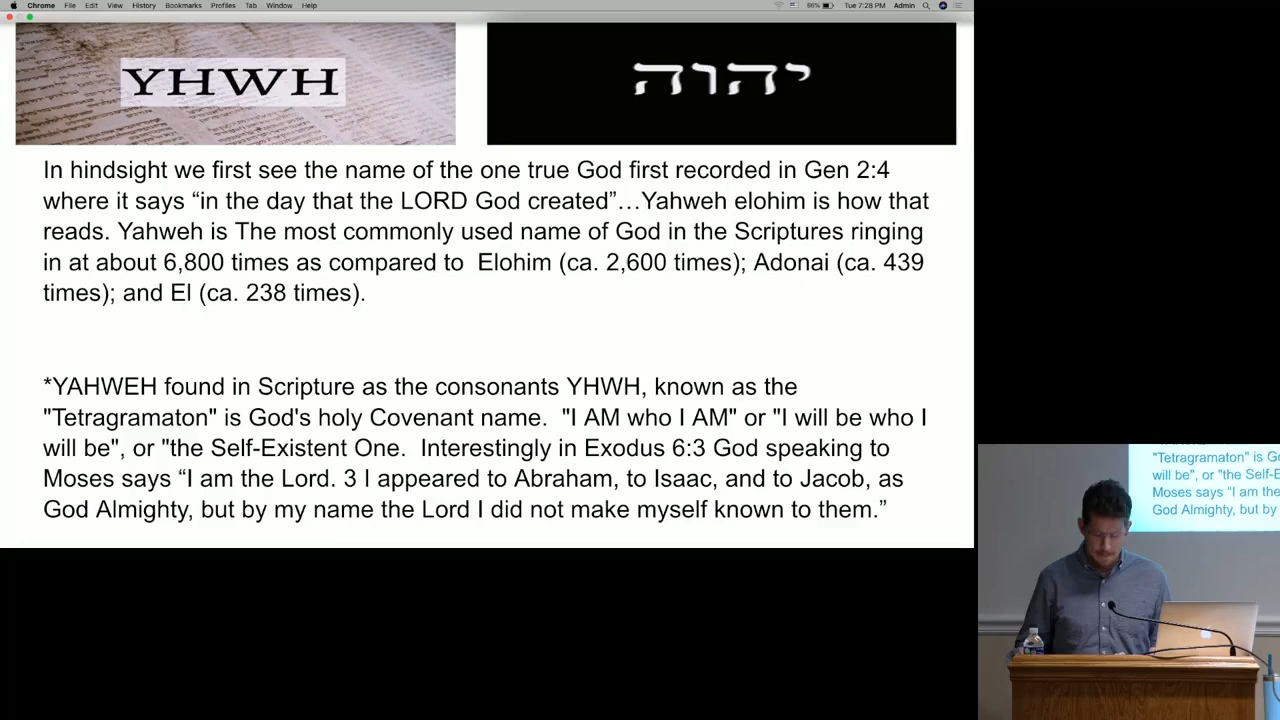 Chrome File Edit View History Bookmarks Profiles Tab Window Help
66% Tue 7:28 PM Admin
YHWH
יהוה
In hindsight we first see the name of the one true God first recorded in Gen 2:4
where it says “in the day that the LORD God created”…Yahweh elohim is how that
reads. Yahweh is The most commonly used name of God in the Scriptures ringing
in at about 6,800 times as compared to Elohim (ca. 2,600 times); Adonai (ca. 439
times); and El (ca. 238 times).
*YAHWEH found in Scripture as the consonants YHWH, known as the
"Tetragramaton" is God's holy Covenant name. "I AM who I AM" or "I will be who I
will be", or "the Self-Existent One. Interestingly in Exodus 6:3 God speaking to
Moses says “I am the Lord. 3 I appeared to Abraham, to Isaac, and to Jacob, as
God Almighty, but by my name the Lord I did not make myself known to them.”
"Tetragramaton" is G
will be", or "the Self-E
Moses says “I am the
God Almighty, but by